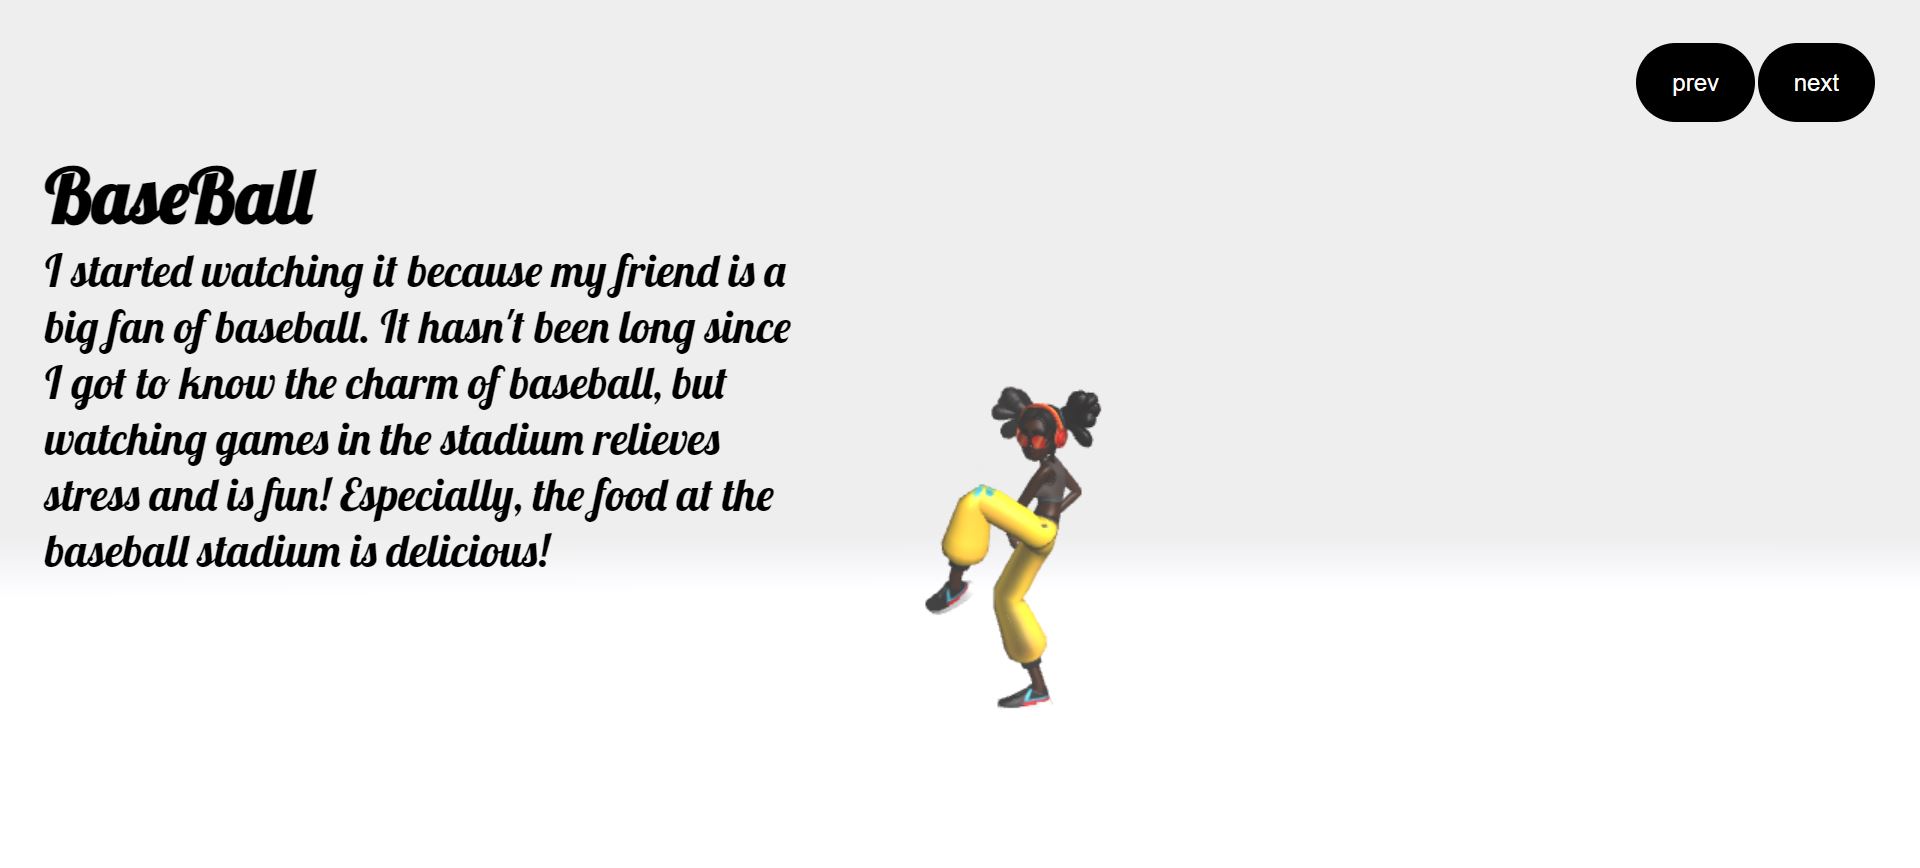 prev next
BaseBall
I started watching it because my friend is a
big fan of baseball. It hasn't been long since
I got to know the charm of baseball, but
watching games in the stadium relieves
stress and is fun! Especially, the food at the
baseball stadium is delicious!